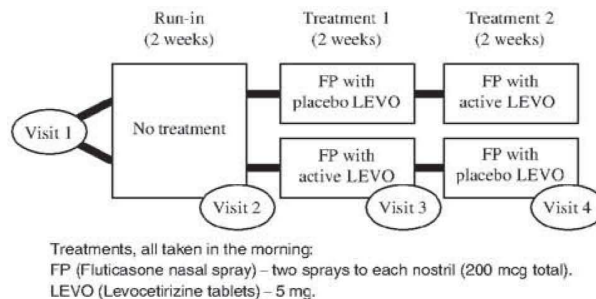 Run-in
(2 weeks)
Treatment 1
(2 weeks)
Treatment 2
(2 weeks)
Visit 1
No treatment
FP with
placebo LEVO
FP with
active LEVO
FP with
active LEVO
FP with
placebo LEVO
Visit 2
Visit 3
Visit 4
Treatments, all taken in the morning:
FP (Fluticasone nasal spray) – two sprays to each nostril (200 mcg total).
LEVO (Levocetirizine tablets) – 5 mg.